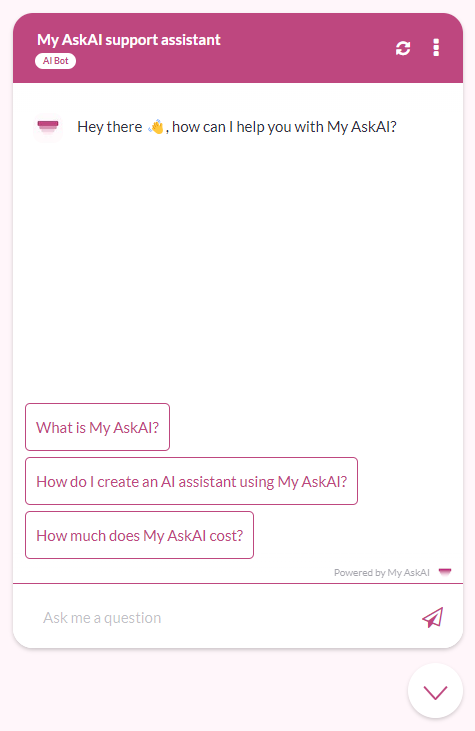 My AskAI support assistant
AI Bot
Hey there 👋, how can I help you with My AskAI?
What is My AskAI?
How do I create an AI assistant using My AskAI?
How much does My AskAI cost?
Powered by My AskAI
Ask me a question